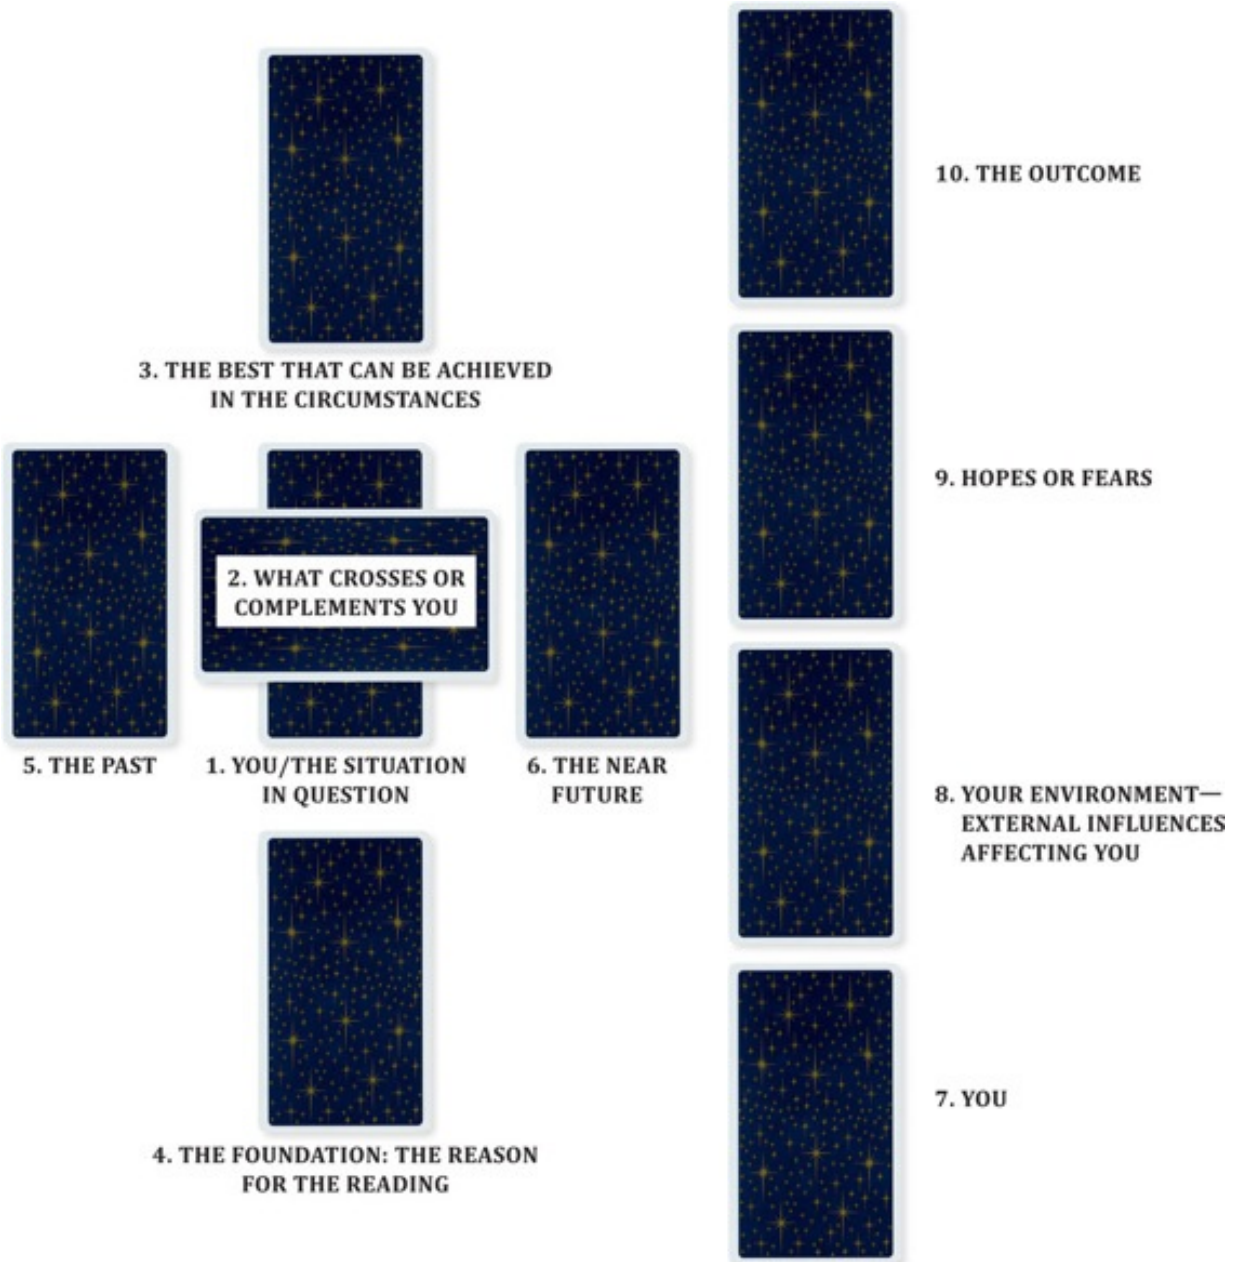 10. THE OUTCOME
3. THE BEST THAT CAN BE ACHIEVED
IN THE CIRCUMSTANCES
9. HOPES OR FEARS
2. WHAT CROSSES OR
COMPLEMENTS YOU
5. THE PAST
1. YOU/THE SITUATION
IN QUESTION
6. THE NEAR
FUTURE
8. YOUR ENVIRONMENT—
EXTERNAL INFLUENCES
AFFECTING YOU
7. YOU
4. THE FOUNDATION: THE REASON
FOR THE READING